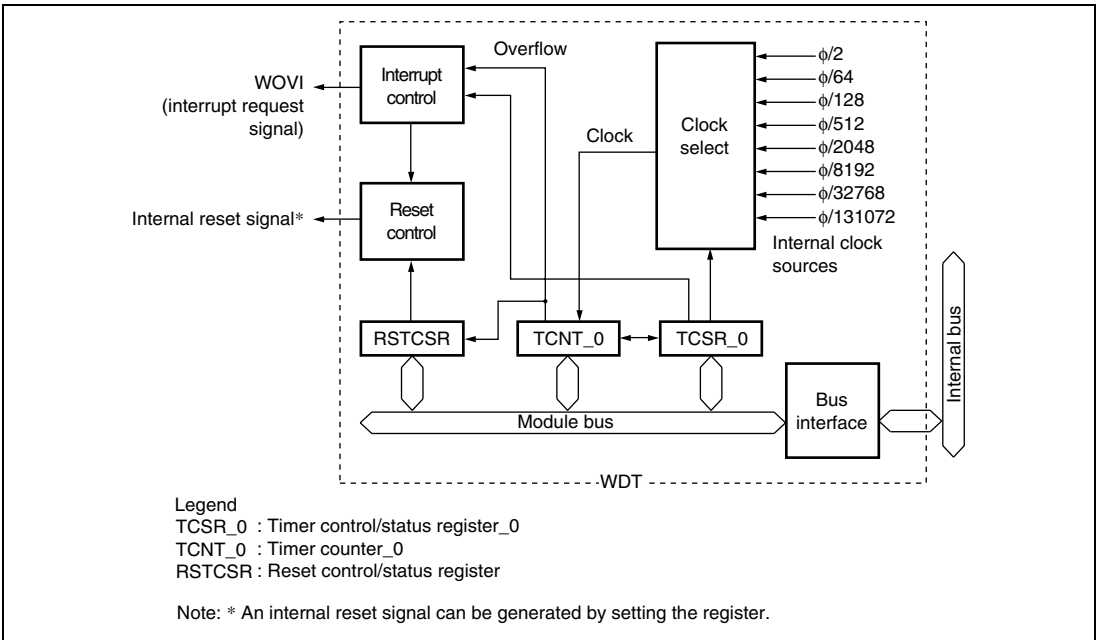 Overflow
Interrupt
control
WOVI
(interrupt request
signal)
Clock
Clock
select
ϕ/2
ϕ/64
ϕ/128
ϕ/512
ϕ/2048
ϕ/8192
ϕ/32768
ϕ/131072
Internal clock
sources
Reset
control
Internal reset signal*
RSTCSR
TCNT_0
TCSR_0
Module bus
Bus
interface
Internal bus
WDT
Legend
TCSR_0 : Timer control/status register_0
TCNT_0 : Timer counter_0
RSTCSR : Reset control/status register
Note: * An internal reset signal can be generated by setting the register.